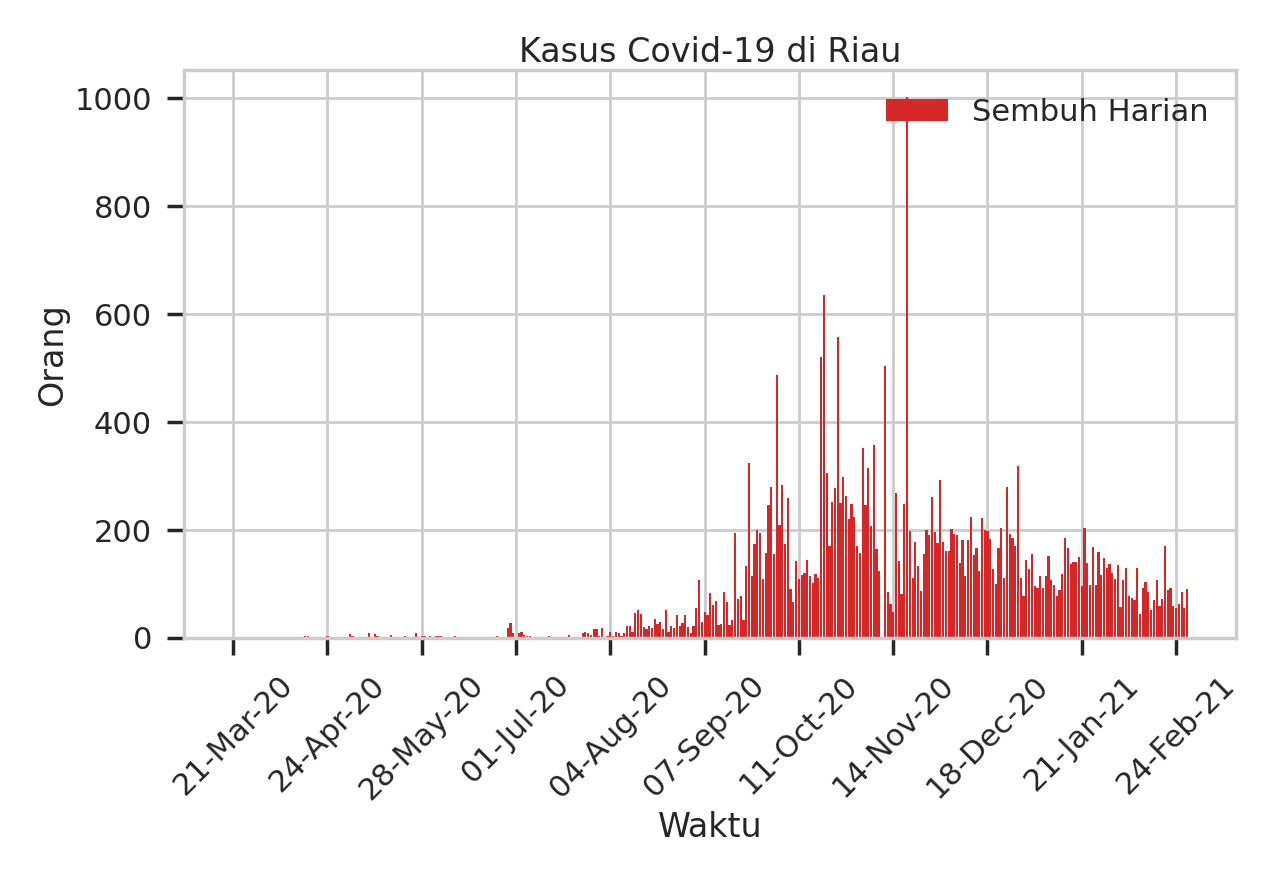 Kasus Covid-19 di Riau
Sembuh Harian
Orang
1000
800
600
400
200
0
21-Mar-20
24-Apr-20
28-May-20
01-Jul-20
04-Aug-20
07-Sep-20
11-Oct-20
14-Nov-20
18-Dec-20
21-Jan-21
24-Feb-21
Waktu